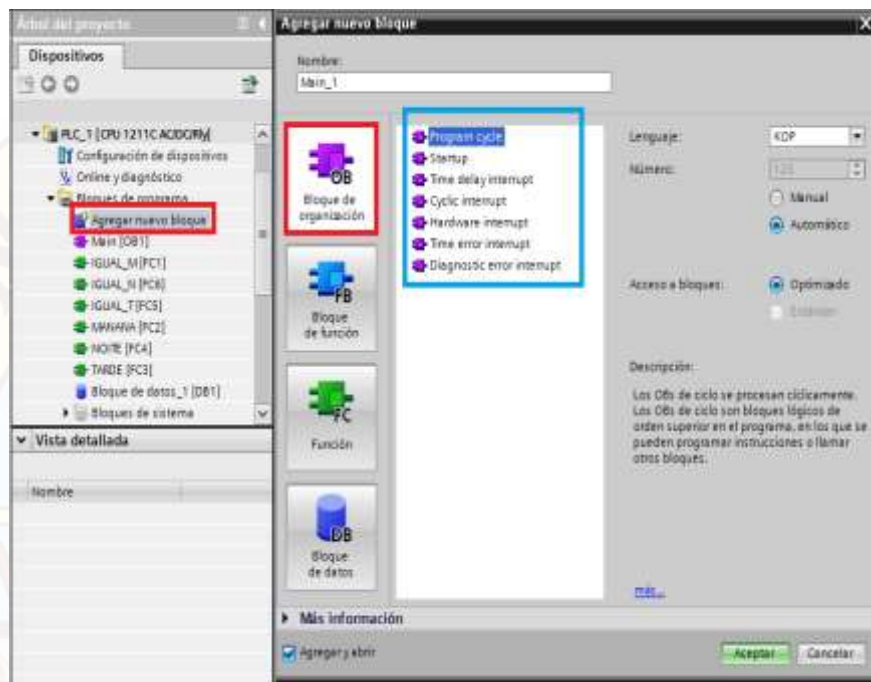 Árbol del proyecto
Dispositivos
PLC_1 [CPU 1211C AC/DC/Rly]
Configuración de dispositivos
Online y diagnóstico
Bloques de programa
Agregar nuevo bloque
Main [OB1]
IGUAL_M [FC1]
IGUAL_N [FC6]
IGUAL_T [FC5]
MANANA [FC2]
NOITE [FC4]
TARDE [FC3]
Bloque de datos_1 [DB1]
Bloques de sistema
Vista detallada
Nombre
Agregar nuevo bloque
Nombre:
Main_1
OB
Bloque de
organización
FB
Bloque
de función
FC
Función
DB
Bloque
de datos
Program cycle
Startup
Time delay interrupt
Cyclic interrupt
Hardware interrupt
Time error interrupt
Diagnostic error interrupt
Lenguaje:
KOP
Número:
123
Manual
Automático
Acceso a bloques:
Optimizado
Estándar
Descripción:
Los OBs de ciclo se procesan cíclicamente.
Los OBs de ciclo son bloques lógicos de
orden superior en el programa, en los que se
pueden programar instrucciones o llamar
otros bloques.
más...
Más información
Agregar y abrir
Aceptar
Cancelar